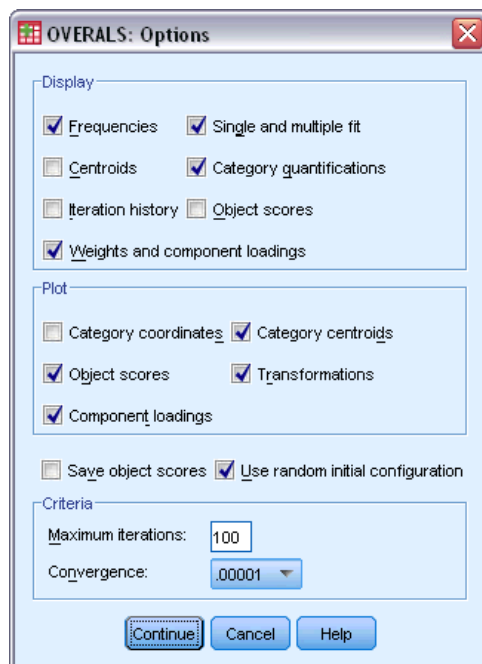 OVERALS: Options
Display
Frequencies Single and multiple fit
Centroids Category quantifications
Iteration history Object scores
Weights and component loadings
Plot
Category coordinates Category centroids
Object scores Transformations
Component loadings
Save object scores Use random initial configuration
Criteria
Maximum iterations: 100
Convergence: .00001
Continue Cancel Help